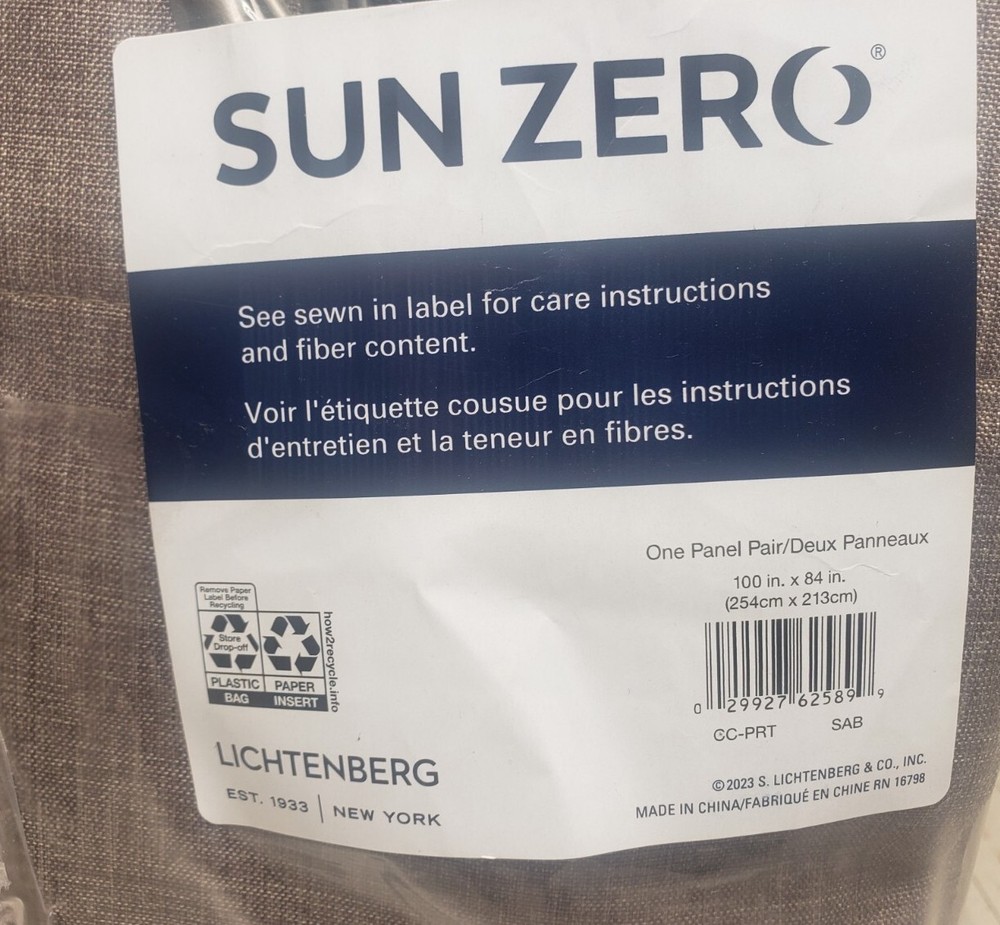 SUN ZERO®
See sewn in label for care instructions
and fiber content.
Voir l'étiquette cousue pour les instructions
d'entretien et la teneur en fibres.
One Panel Pair/Deux Panneaux
100 in. x 84 in.
(254cm x 213cm)
0 29927 62589 9
CC-PRT SAB
Remove Paper
Label Before
Recycling
Store
Drop-off
PLASTIC PAPER
BAG INSERT
how2recycle.info
LICHTENBERG
EST. 1933 | NEW YORK
©2023 S. LICHTENBERG & CO., INC.
MADE IN CHINA/FABRIQUÉ EN CHINE RN 16798